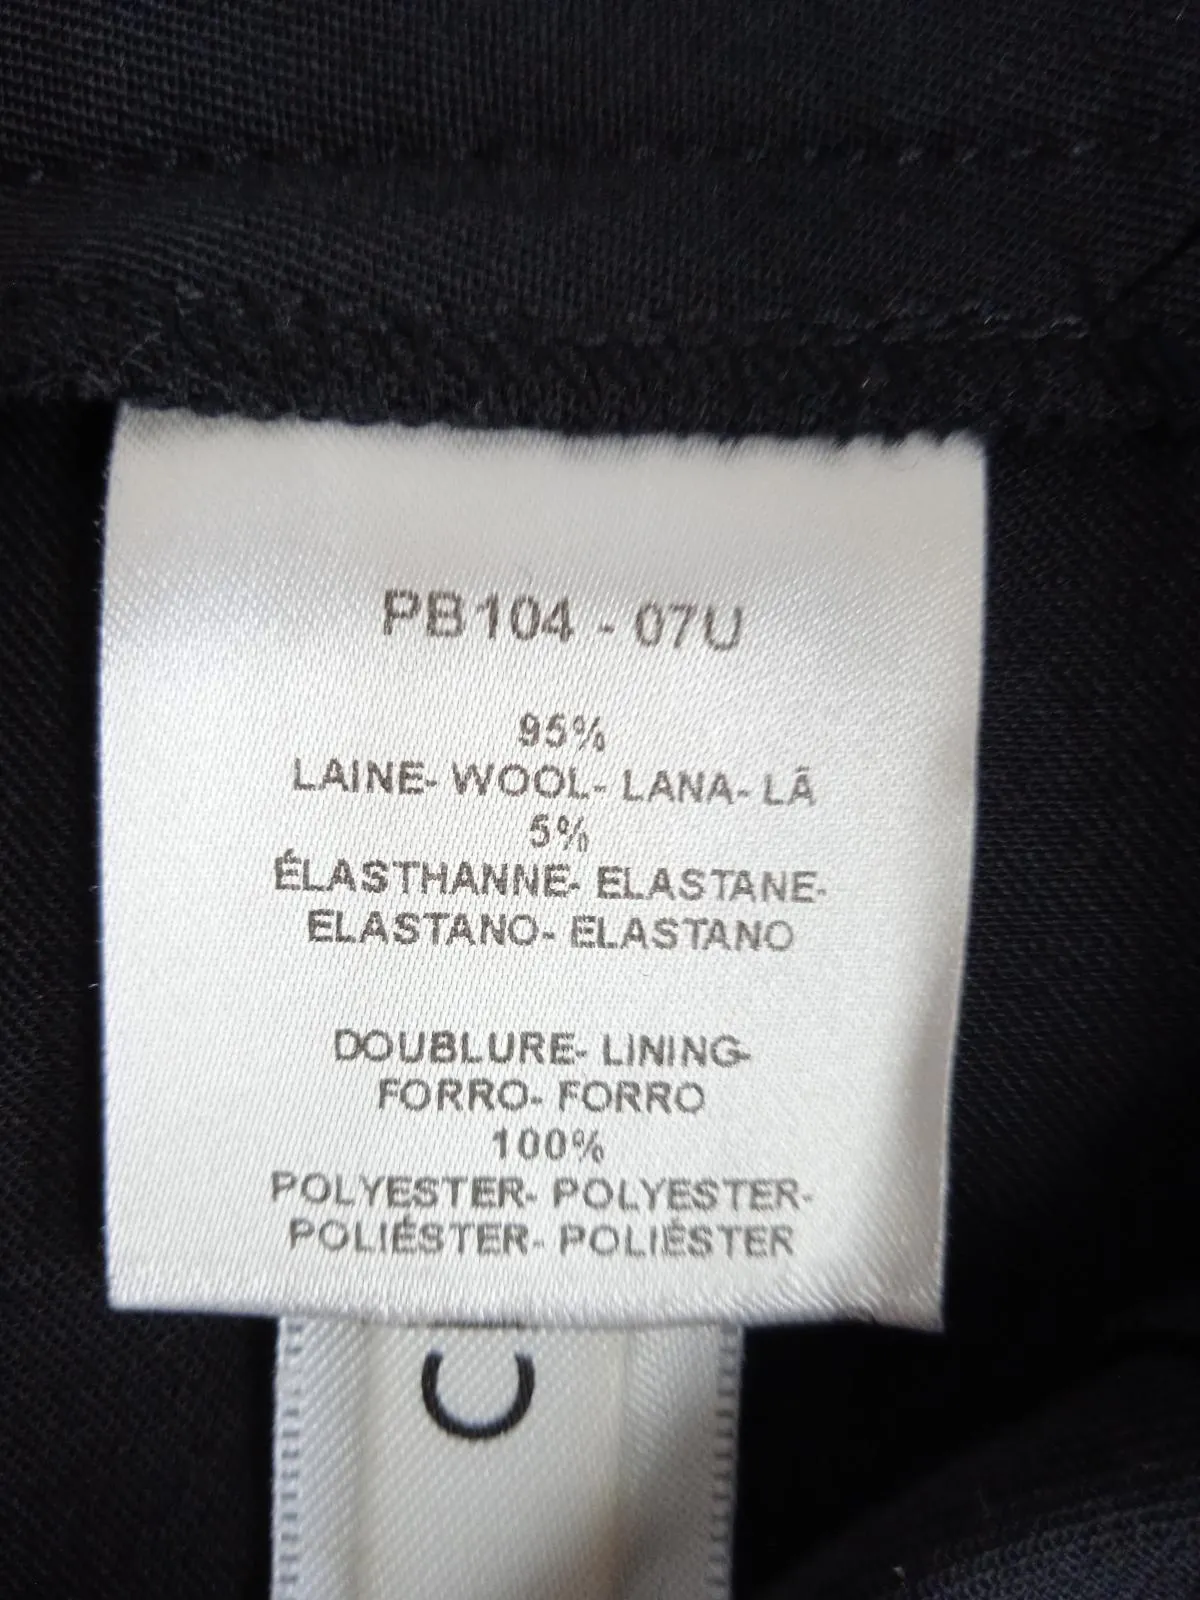 PB104 - 07U
95%
LAINE- WOOL- LANA- LÃ
5%
ÉLASTHANNE- ELASTANE-
ELASTANO- ELASTANO
DOUBLURE- LINING-
FORRO- FORRO
100%
POLYESTER- POLYESTER-
POLIÉSTER- POLIÉSTER